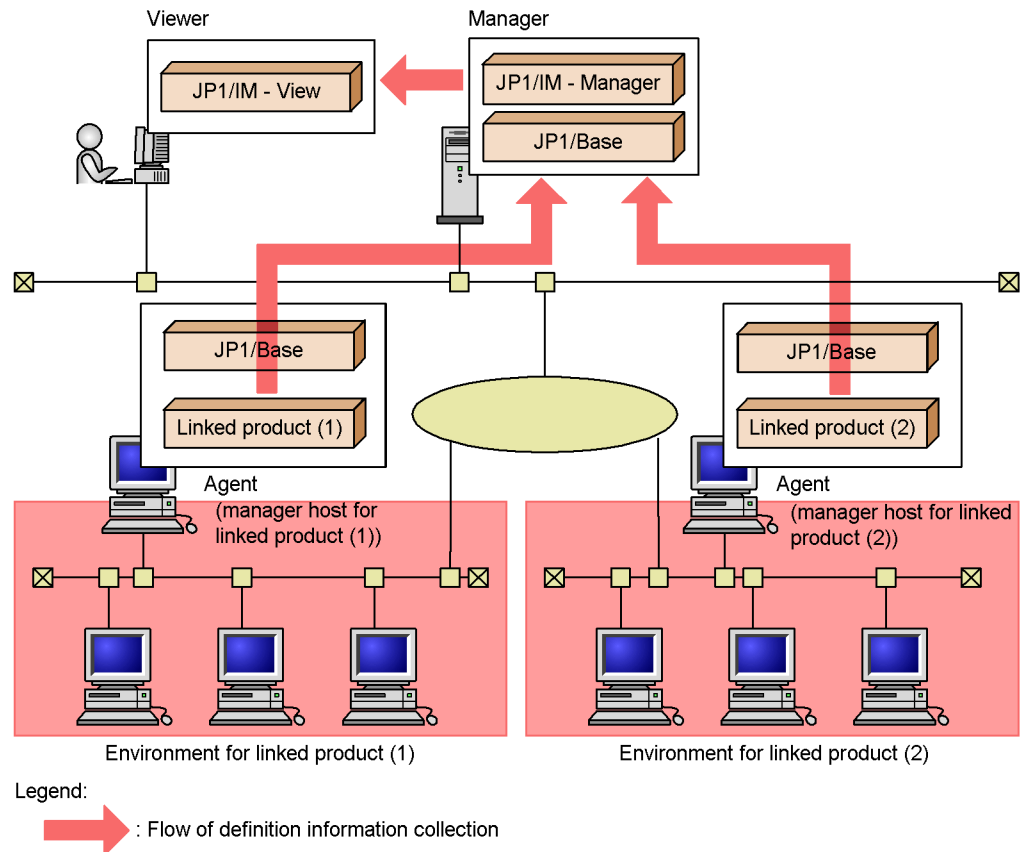 Viewer
Manager
JP1/IM - View
JP1/IM - Manager
JP1/Base
JP1/Base
Linked product (1)
JP1/Base
Linked product (2)
Agent
(manager host for
linked product (1))
Agent
(manager host for linked
product (2))
Environment for linked product (1)
Environment for linked product (2)
Legend:
: Flow of definition information collection